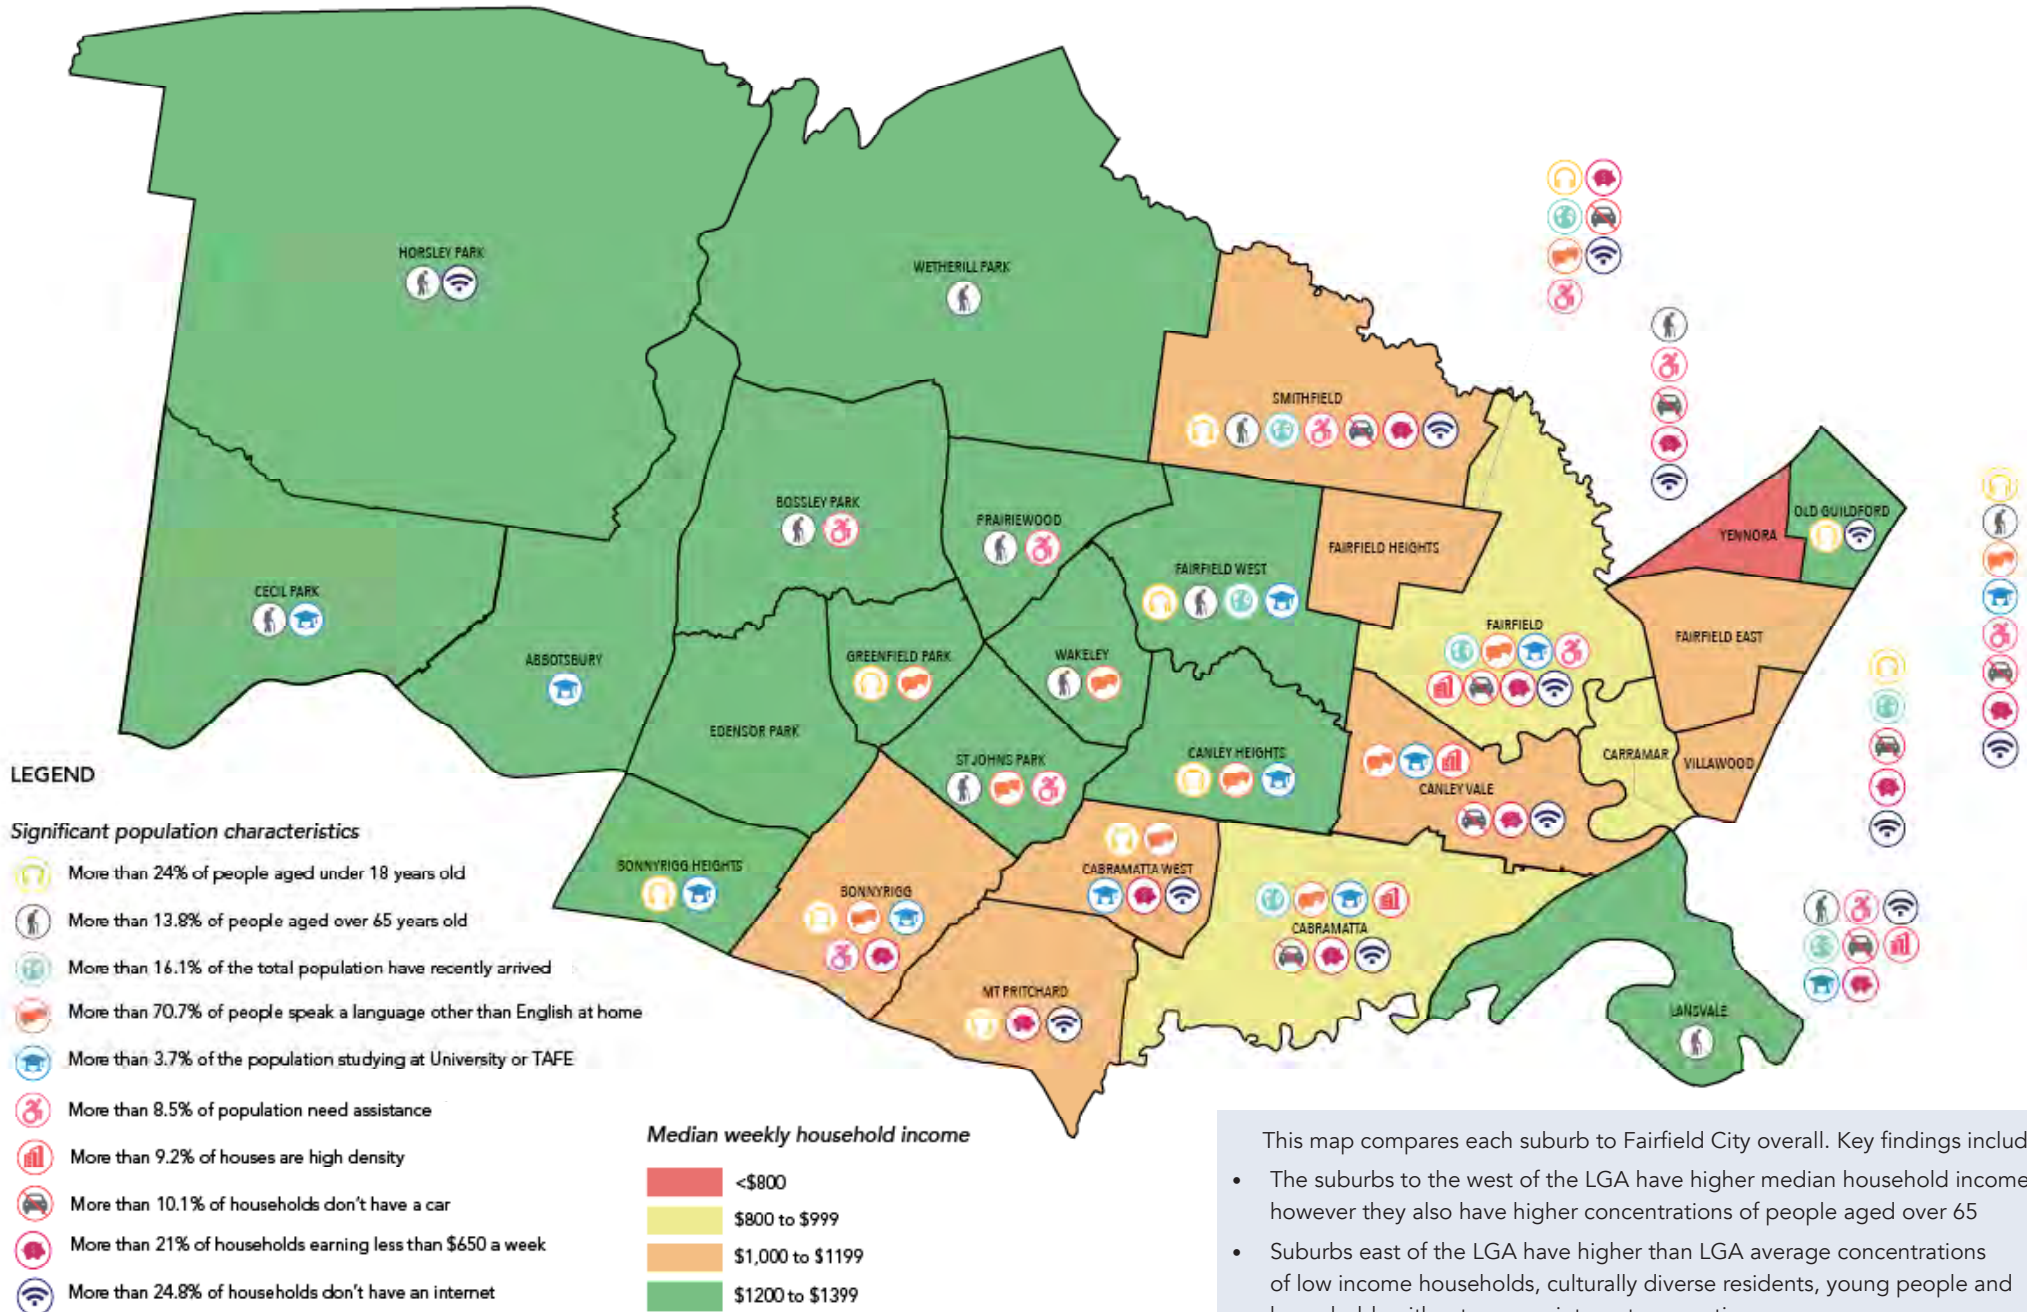 HORSLEY PARK
WETHERILL PARK
SMITHFIELD
BOSSLEY PARK
PRAIRIEWOOD
OLD GUILDFORD
YENNORA
FAIRFIELD HEIGHTS
FAIRFIELD WEST
CECIL PARK
FAIRFIELD
FAIRFIELD EAST
ABBOTSBURY
GREENFIELD PARK
WAKELEY
EDENSOR PARK
ST JOHNS PARK
CANLEY HEIGHTS
CARRAMAR
VILLAWOOD
CANLEY VALE
BONNYRIGG HEIGHTS
BONNYRIGG
CABRAMATTA WEST
CABRAMATTA
MT PRITCHARD
LANSVALE
LEGEND
Significant population characteristics
More than 24% of people aged under 18 years old
More than 13.8% of people aged over 65 years old
More than 16.1% of the total population have recently arrived
More than 70.7% of people speak a language other than English at home
More than 3.7% of the population studying at University or TAFE
More than 8.5% of population need assistance
More than 9.2% of houses are high density
More than 10.1% of households don't have a car
More than 21% of households earning less than $650 a week
More than 24.8% of households don't have an internet
Median weekly household income
<$800
$800 to $999
$1,000 to $1199
$1200 to $1399
This map compares each suburb to Fairfield City overall. Key findings includ
• The suburbs to the west of the LGA have higher median household income
however they also have higher concentrations of people aged over 65
• Suburbs east of the LGA have higher than LGA average concentrations
of low income households, culturally diverse residents, young people and